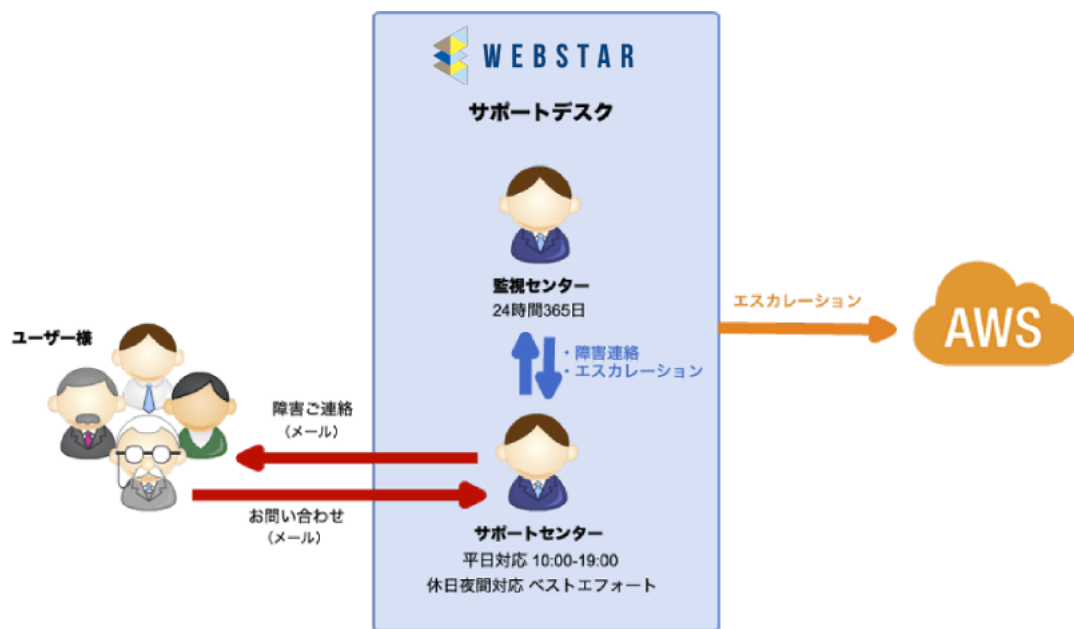 WEBSTAR
サポートデスク
監視センター
24時間365日
・障害連絡
・エスカレーション
エスカレーション
AWS
ユーザー様
障害ご連絡
（メール）
お問い合わせ
（メール）
サポートセンター
平日対応 10:00-19:00
休日夜間対応 ベストエフォート